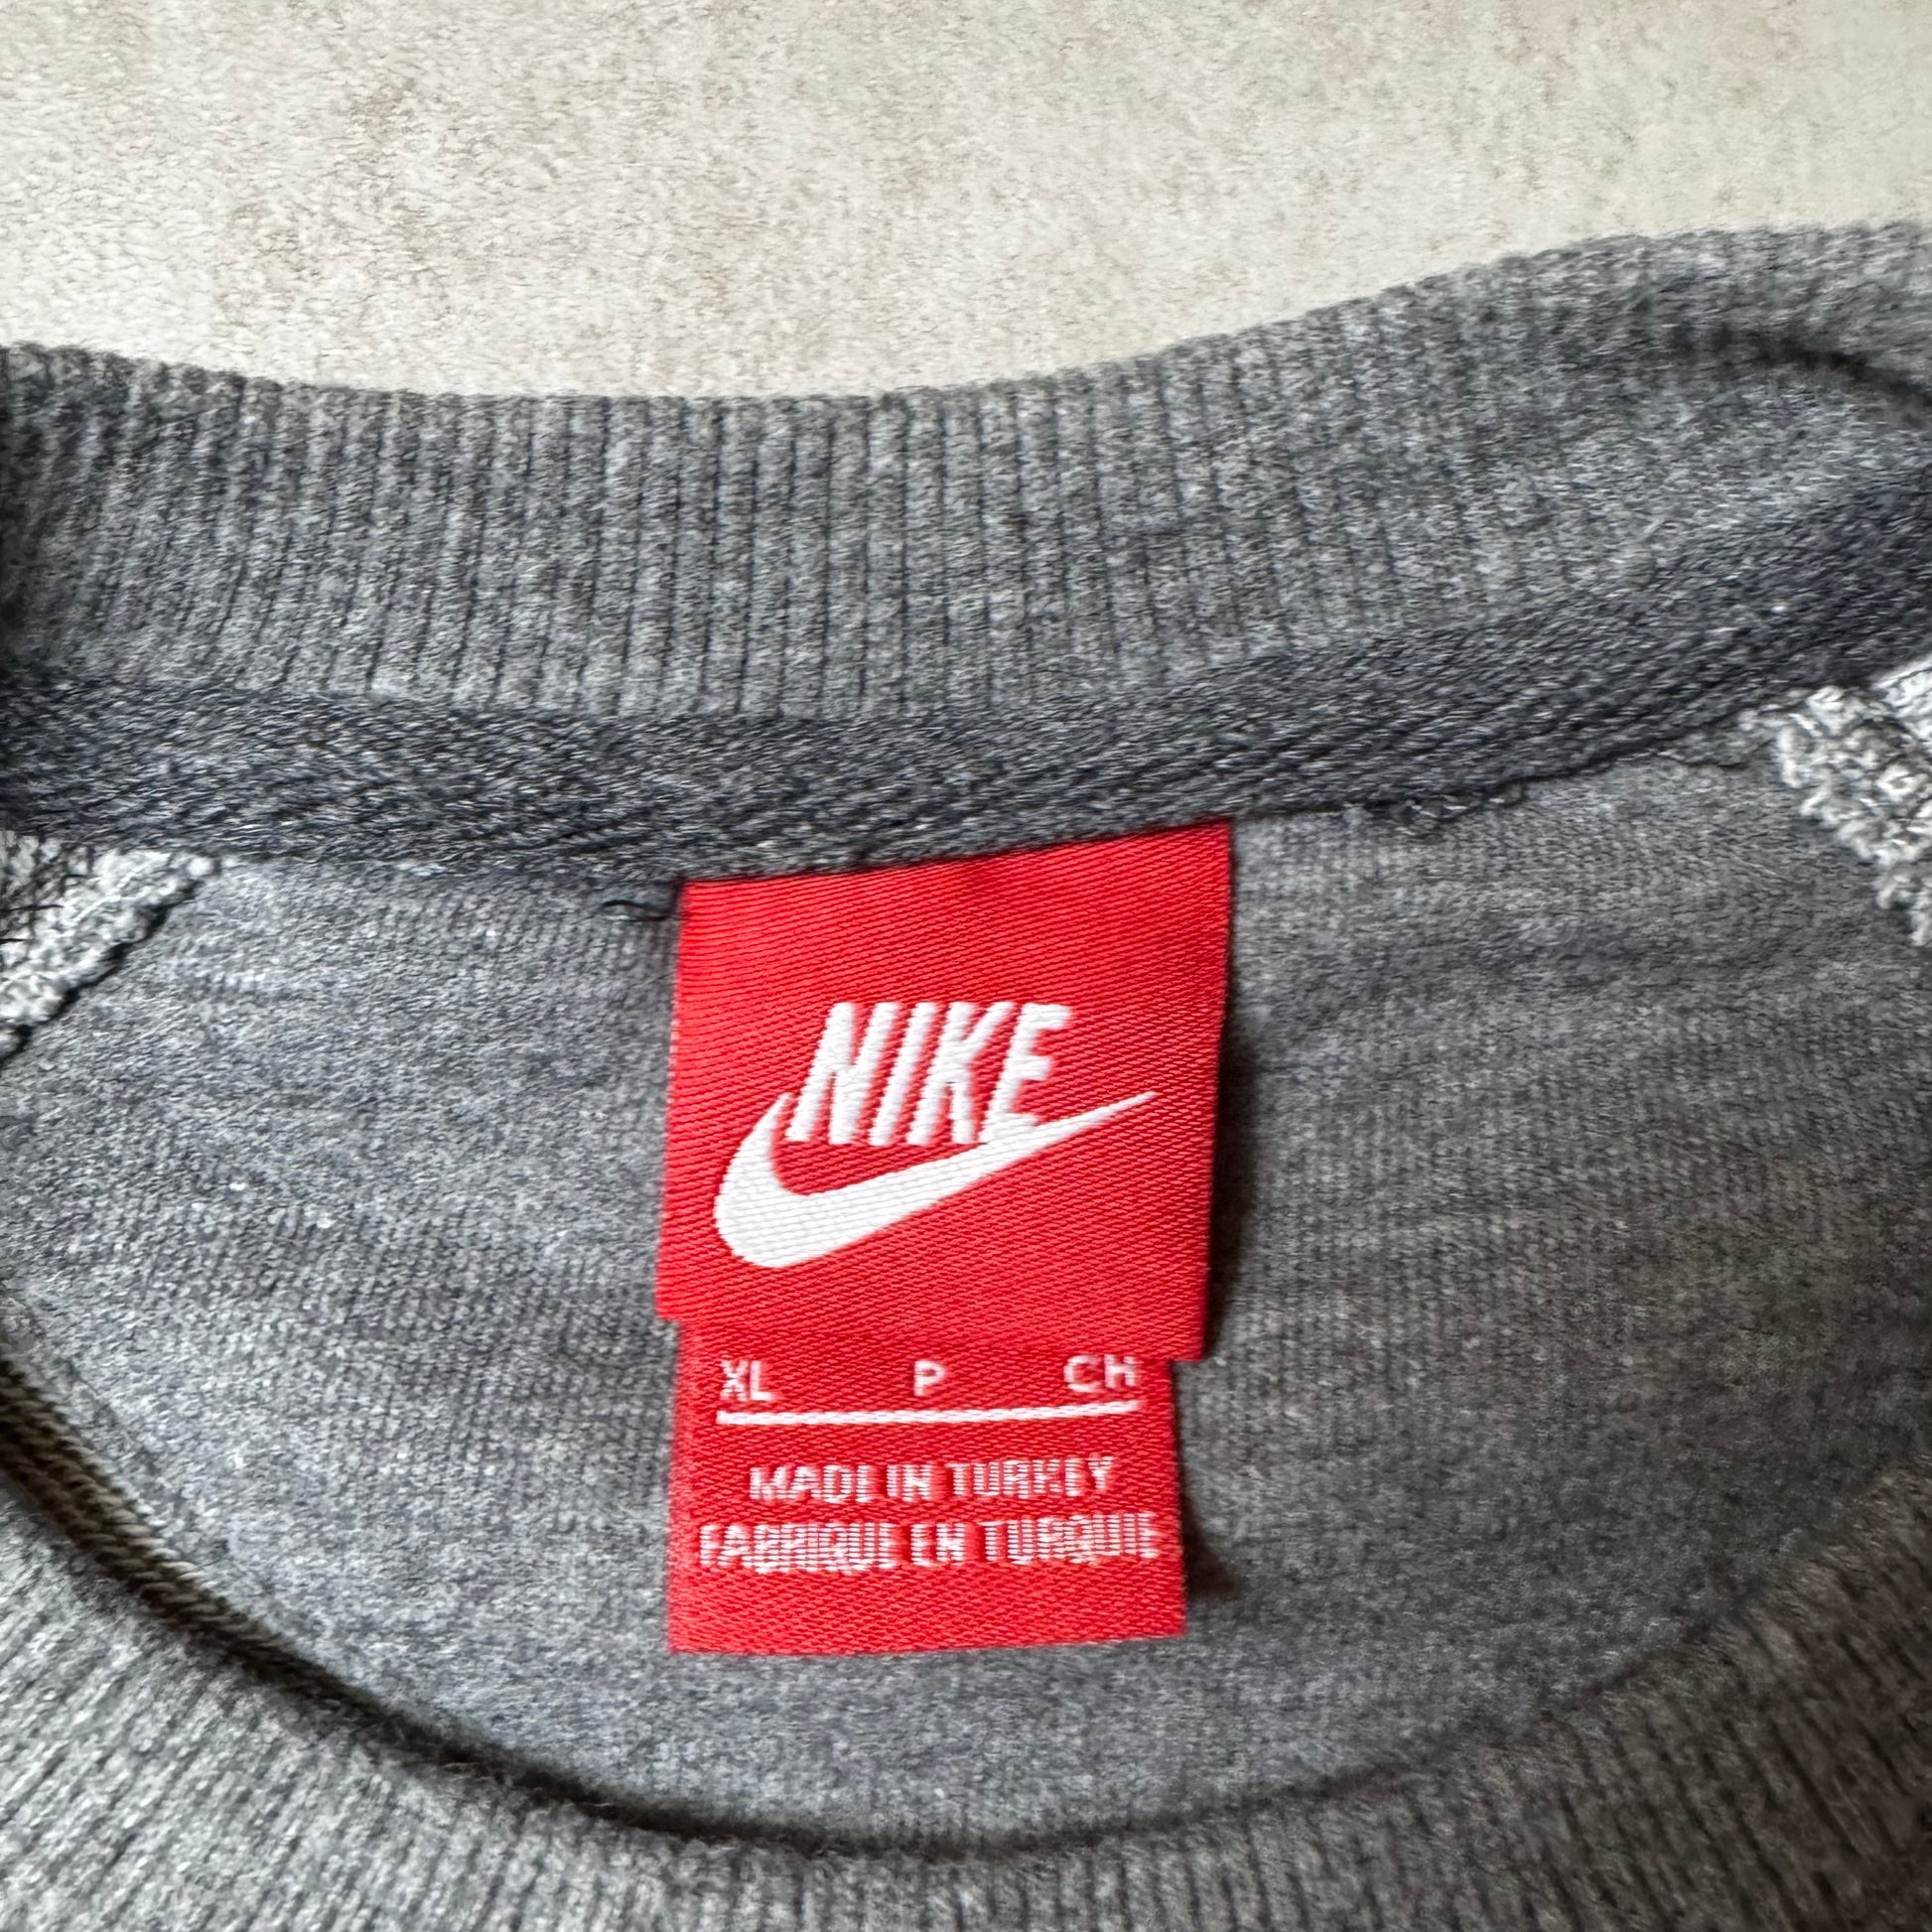 NIKE
XL P CH
MADE IN TURKEY
FABRIQUE EN TURQUIE